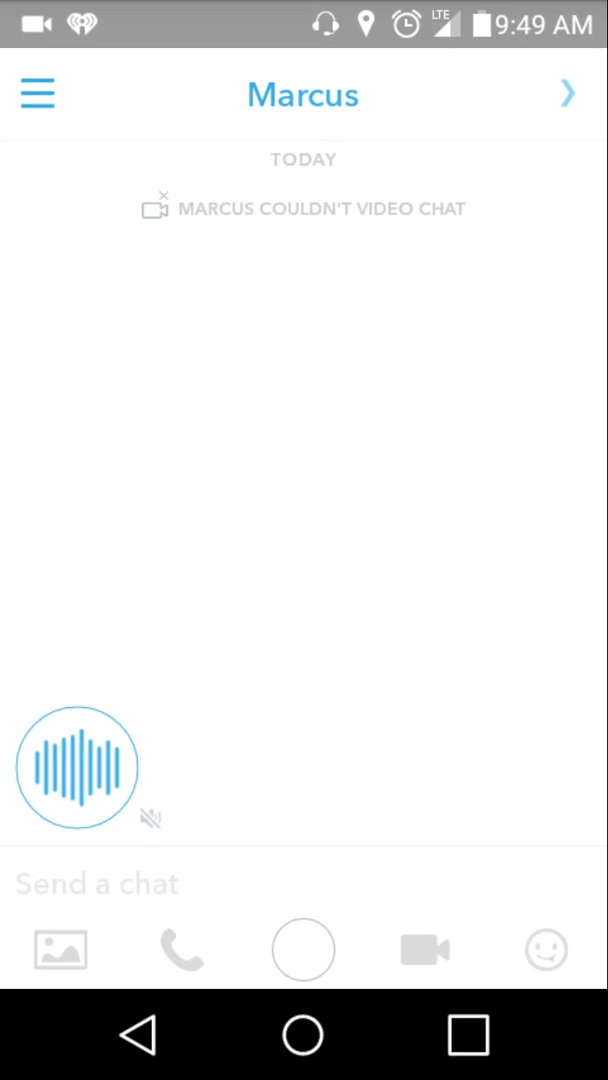 LTE 9:49 AM
Marcus
TODAY
MARCUS COULDN'T VIDEO CHAT
Send a chat